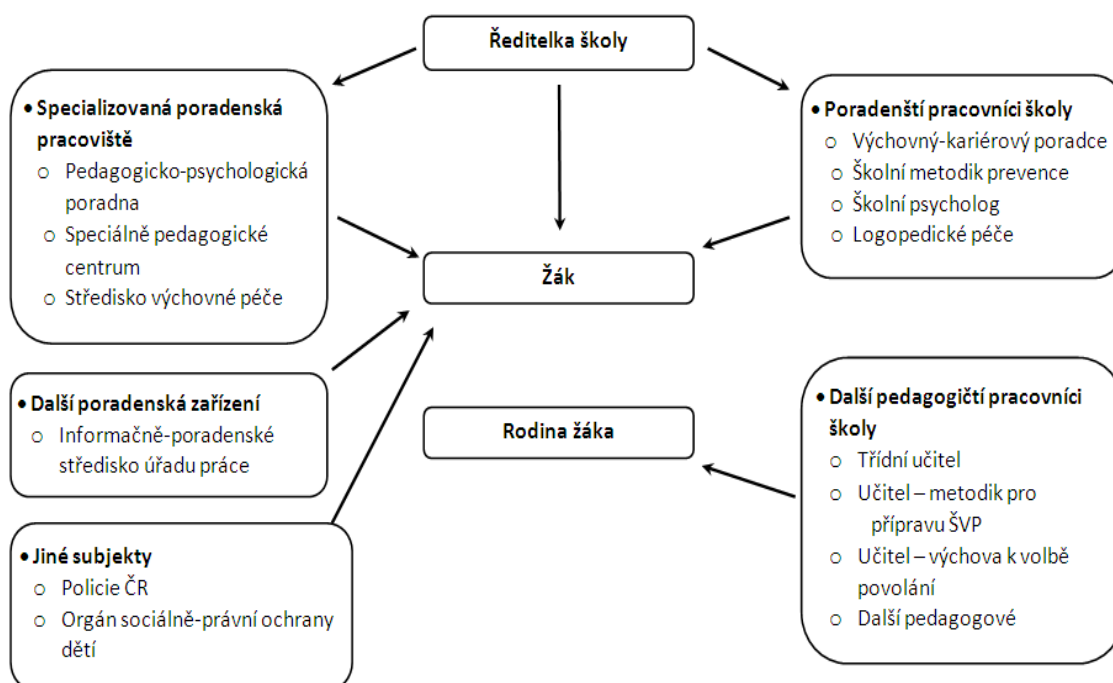 Ředitelka školy
• Specializovaná poradenská
pracoviště
o Pedagogicko-psychologická
poradna
o Speciálně pedagogické
centrum
o Středisko výchovné péče
• Poradenští pracovníci školy
o Výchovný-kariérový poradce
o Školní metodik prevence
o Školní psycholog
o Logopedické péče
Žák
• Další poradenská zařízení
o Informačně-poradenské
středisko úřadu práce
Rodina žáka
• Další pedagogičtí pracovníci
školy
o Třídní učitel
o Učitel – metodik pro
přípravu ŠVP
o Učitel – výchova k volbě
povolání
o Další pedagogové
• Jiné subjekty
o Policie ČR
o Orgán sociálně-právní ochrany
dětí